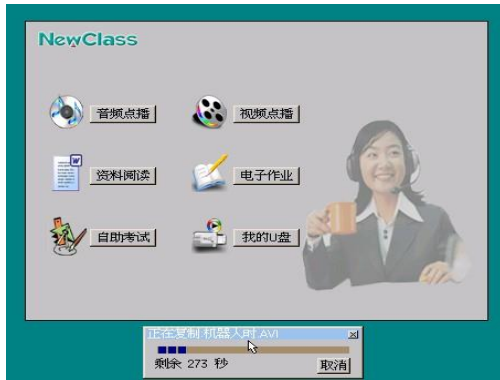 NewClass
音频点播 视频点播
资料阅读 电子作业
自助考试 我的U盘
正在复制:机器人时.AVI
剩余 273 秒 取消